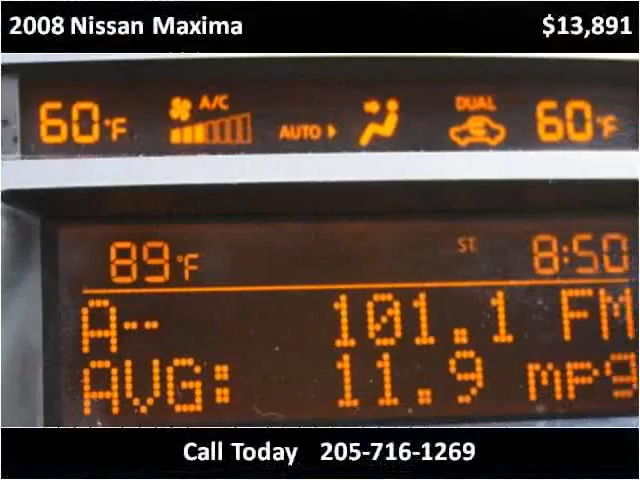 2008 Nissan Maxima $13,891
60°F A/C AUTO DUAL 60°F
89°F ST 8:50
A-- 101.1 FM
AVG: 11.9 mpg
Call Today 205-716-1269